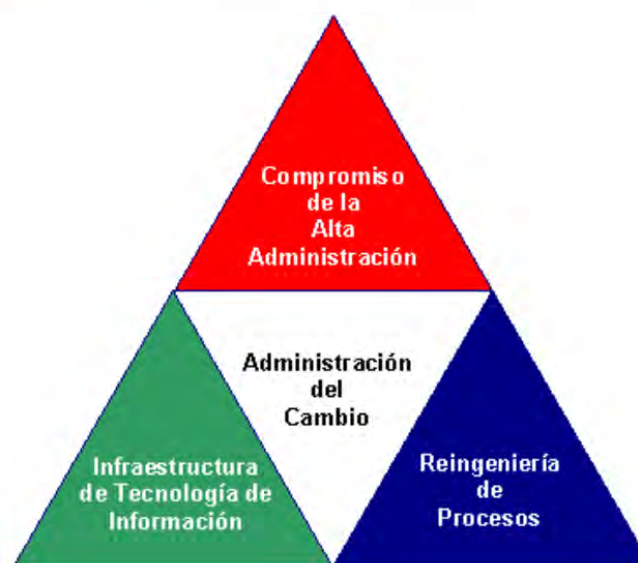 Compromiso
de la
Alta
Administración
Administración
del
Cambio
Infraestructura
de Tecnología de
Información
Reingeniería
de
Procesos